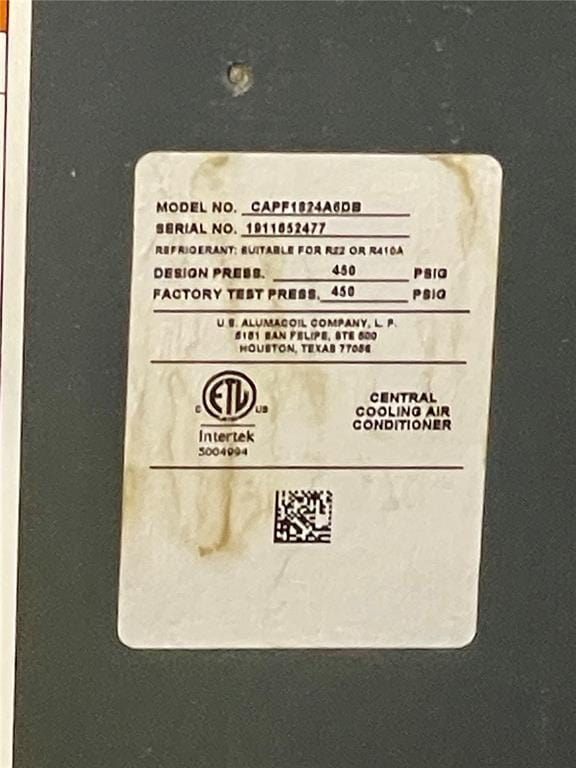 MODEL NO. CAPF1824A6DB
SERIAL NO. 1911652477
REFRIGERANT: SUITABLE FOR R22 OR R410A
DESIGN PRESS. 450 PSIG
FACTORY TEST PRESS. 450 PSIG
U.S. ALUMACOIL COMPANY, L. P.
5151 SAN FELIPE, STE 500
HOUSTON, TEXAS 77056
C ETL US
Intertek
5004994
CENTRAL
COOLING AIR
CONDITIONER